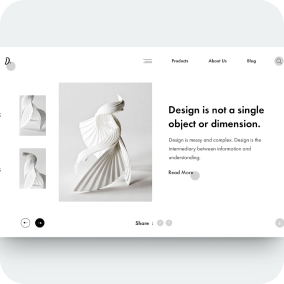 D.
Products
About Us
Blog
Design is not a single
object or dimension.
Design is messy and complex. Design is the
intermediary between information and
understanding.
Read More
Share :